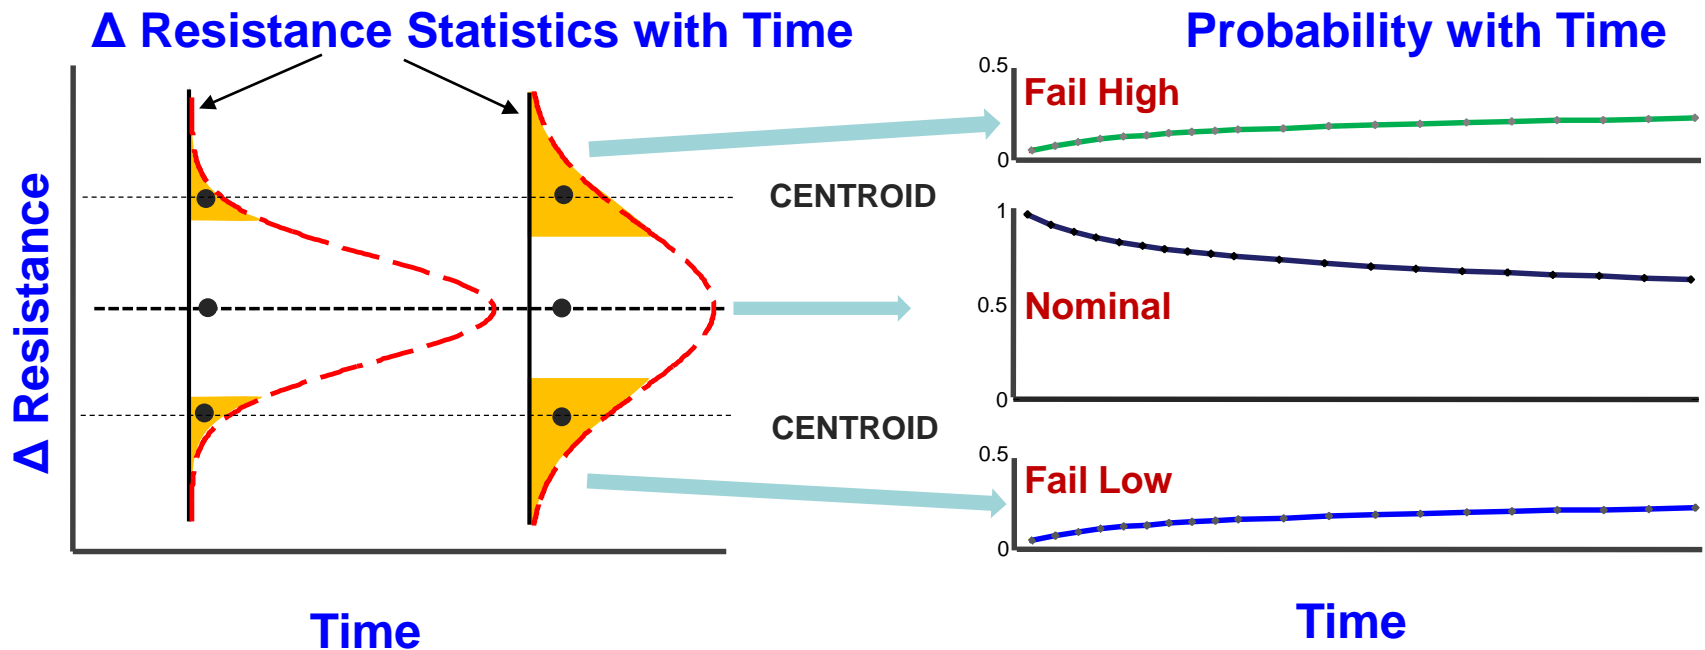 Δ Resistance Statistics with Time
Δ Resistance
CENTROID
CENTROID
Time
Probability with Time
0.5
Fail High
0
1
0.5
Nominal
0
0.5
Fail Low
0
Time